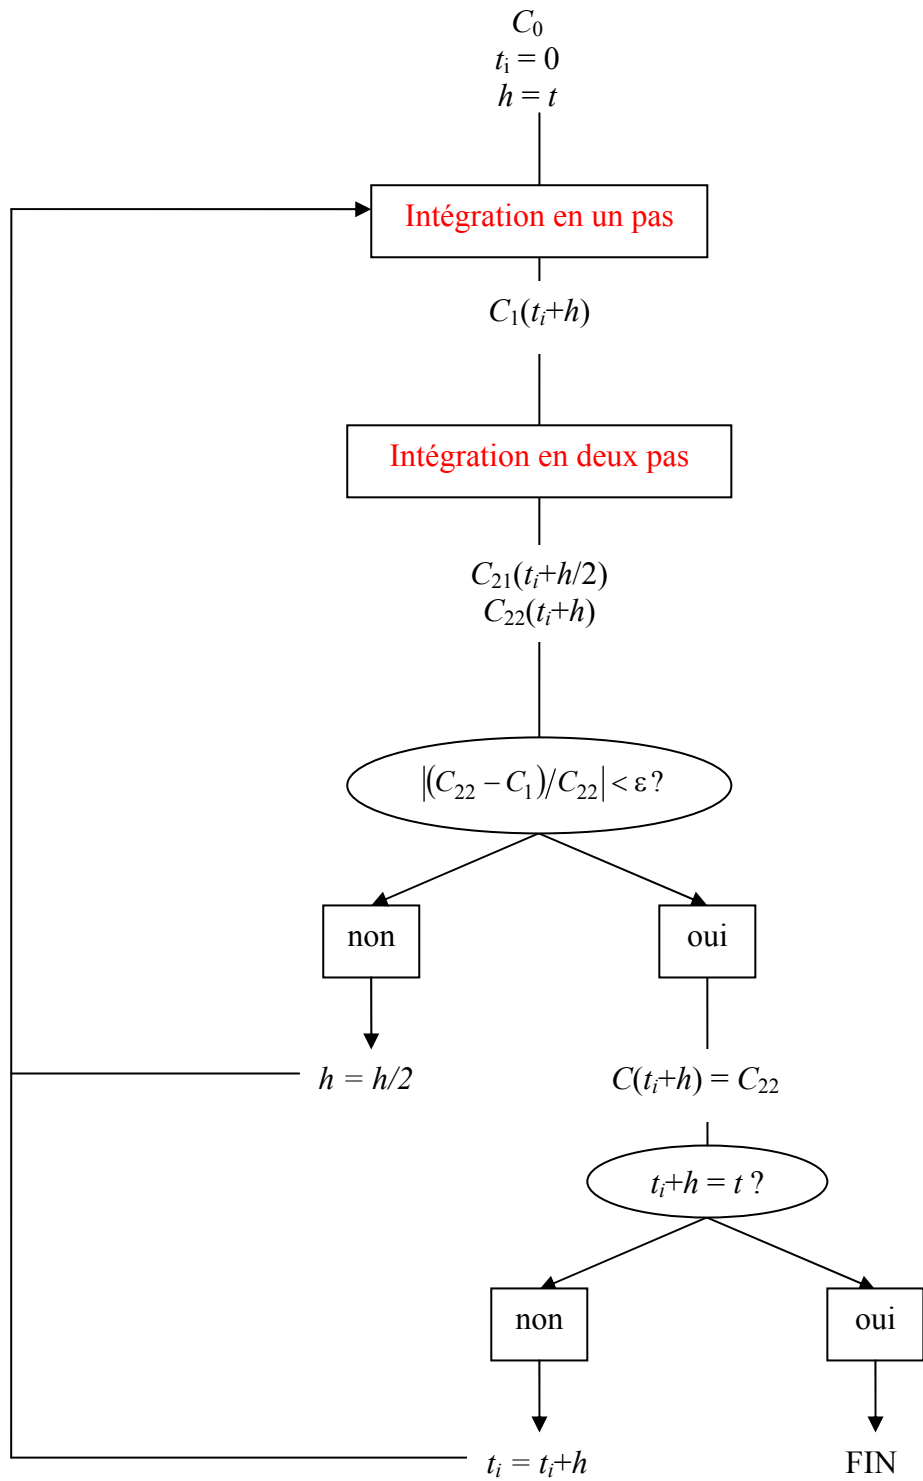 C₀
tᵢ = 0
h = t
Intégration en un pas
C₁(tᵢ+h)
Intégration en deux pas
C₂₁(tᵢ+h/2)
C₂₂(tᵢ+h)
|(C₂₂ − C₁)/C₂₂| < ε ?
non
oui
h = h/2
C(tᵢ+h) = C₂₂
tᵢ+h = t ?
non
oui
tᵢ = tᵢ+h
FIN